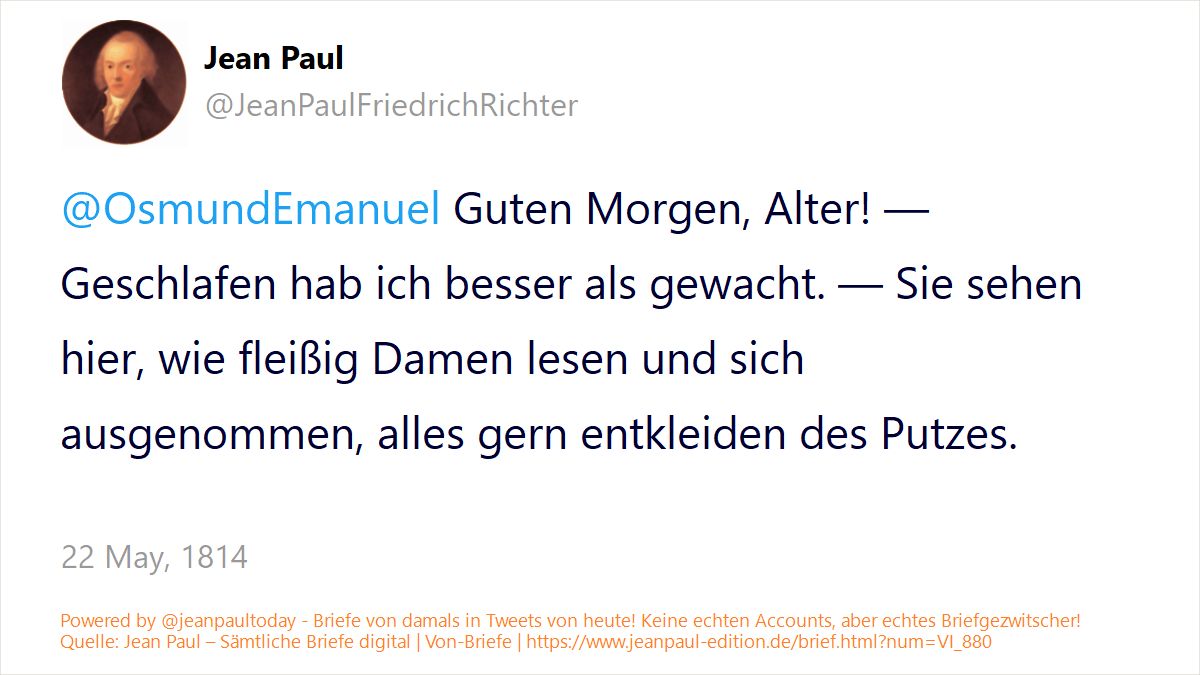 Jean Paul
@JeanPaulFriedrichRichter
@OsmundEmanuel Guten Morgen, Alter! —
Geschlafen hab ich besser als gewacht. — Sie sehen
hier, wie fleißig Damen lesen und sich
ausgenommen, alles gern entkleiden des Putzes.
22 May, 1814
Powered by @jeanpaultoday - Briefe von damals in Tweets von heute! Keine echten Accounts, aber echtes Briefgezwitscher!
Quelle: Jean Paul – Sämtliche Briefe digital | Von-Briefe | https://www.jeanpaul-edition.de/brief.html?num=VI_880